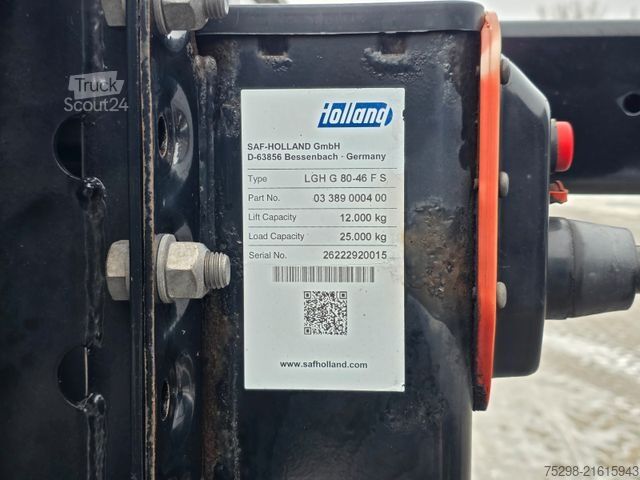 Truck
Scout24
Holland
SAF-HOLLAND GmbH
D-63856 Bessenbach · Germany
Type LGH G 80-46 F S
Part No. 03 389 0004 00
Lift Capacity 12.000 kg
Load Capacity 25.000 kg
Serial No. 26222920015
www.safholland.com
75298-21615943